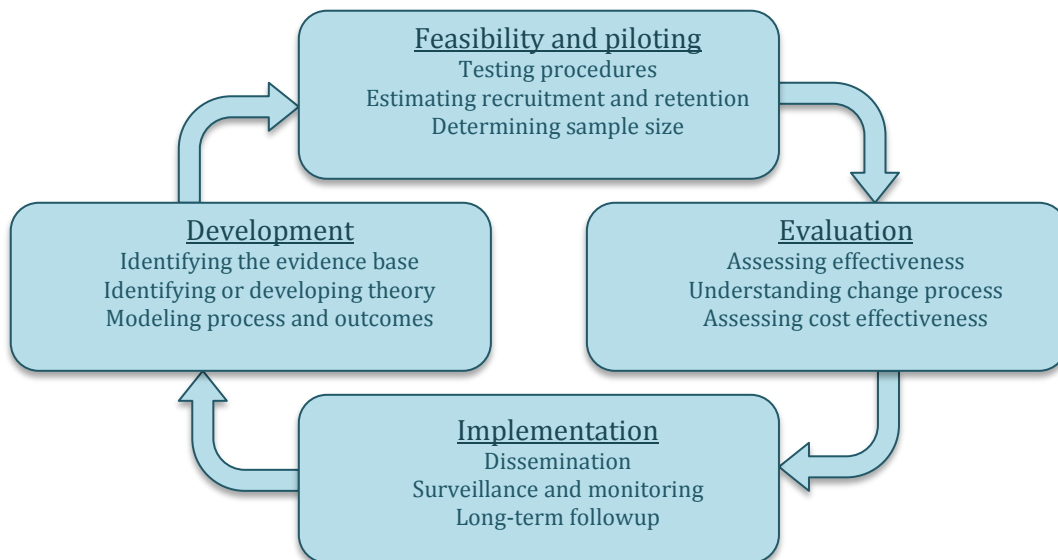 Feasibility and piloting
Testing procedures
Estimating recruitment and retention
Determining sample size
Development
Identifying the evidence base
Identifying or developing theory
Modeling process and outcomes
Evaluation
Assessing effectiveness
Understanding change process
Assessing cost effectiveness
Implementation
Dissemination
Surveillance and monitoring
Long-term followup